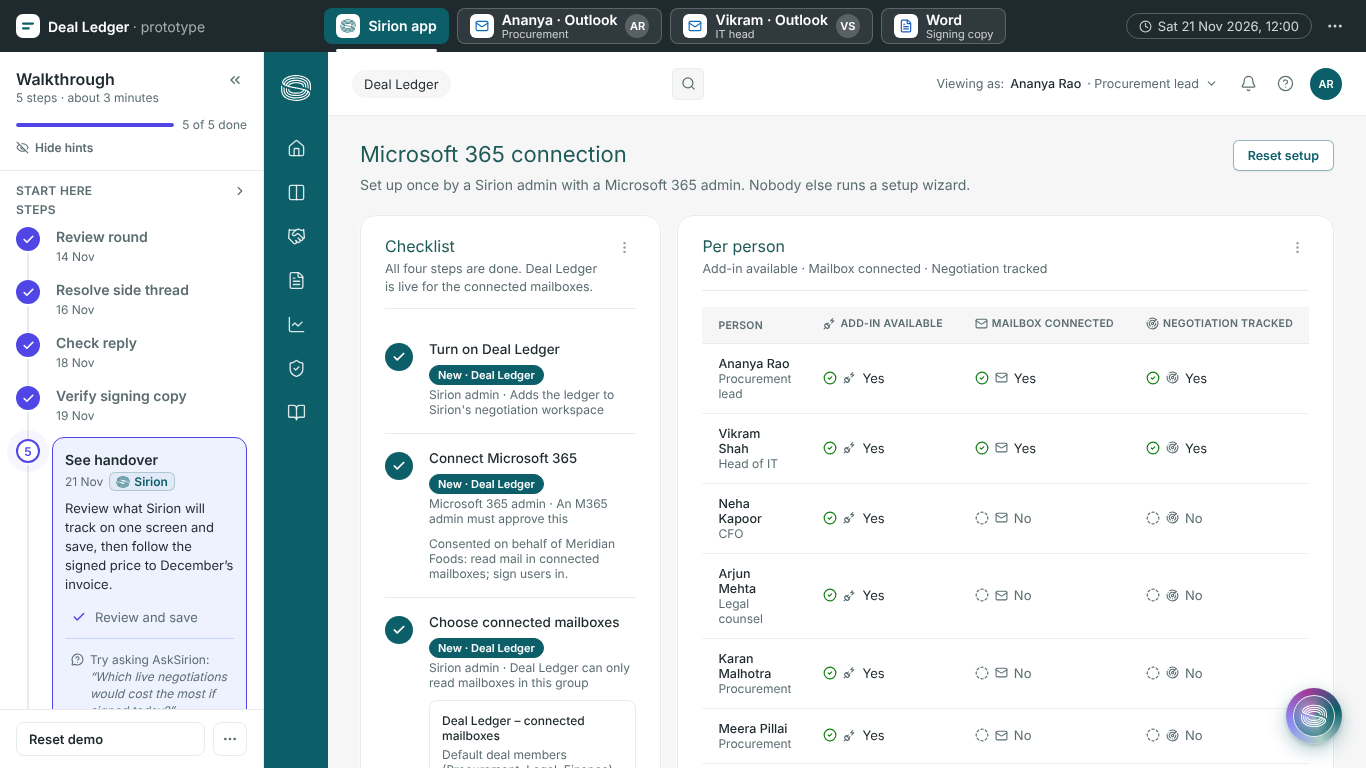 Deal Ledger · prototype
Sirion app
Ananya · Outlook
Procurement
AR
Vikram · Outlook
IT head
VS
Word
Signing copy
Sat 21 Nov 2026, 12:00
Walkthrough
5 steps · about 3 minutes
5 of 5 done
Hide hints
START HERE
STEPS
Review round
14 Nov
Resolve side thread
16 Nov
Check reply
18 Nov
Verify signing copy
19 Nov
5
See handover
21 Nov
Sirion
Review what Sirion will
track on one screen and
save, then follow the
signed price to December's
invoice.
Review and save
Try asking AskSirion:
"Which live negotiations
would cost the most if
signed today?"
Reset demo
Deal Ledger
Viewing as: Ananya Rao · Procurement lead
AR
Microsoft 365 connection
Set up once by a Sirion admin with a Microsoft 365 admin. Nobody else runs a setup wizard.
Reset setup
Checklist
All four steps are done. Deal Ledger
is live for the connected mailboxes.
Turn on Deal Ledger
New · Deal Ledger
Sirion admin · Adds the ledger to
Sirion's negotiation workspace
Connect Microsoft 365
New · Deal Ledger
Microsoft 365 admin · An M365
admin must approve this
Consented on behalf of Meridian
Foods: read mail in connected
mailboxes; sign users in.
Choose connected mailboxes
New · Deal Ledger
Sirion admin · Deal Ledger can only
read mailboxes in this group
Deal Ledger – connected
mailboxes
Default deal members
(Procurement, Legal, Finance)
Per person
Add-in available · Mailbox connected · Negotiation tracked
PERSON
ADD-IN AVAILABLE
MAILBOX CONNECTED
NEGOTIATION TRACKED
Ananya Rao
Procurement
lead
Yes
Yes
Yes
Vikram
Shah
Head of IT
Yes
Yes
Yes
Neha
Kapoor
CFO
Yes
No
No
Arjun
Mehta
Legal
counsel
Yes
No
No
Karan
Malhotra
Procurement
Yes
No
No
Meera Pillai
Procurement
Yes
No
No